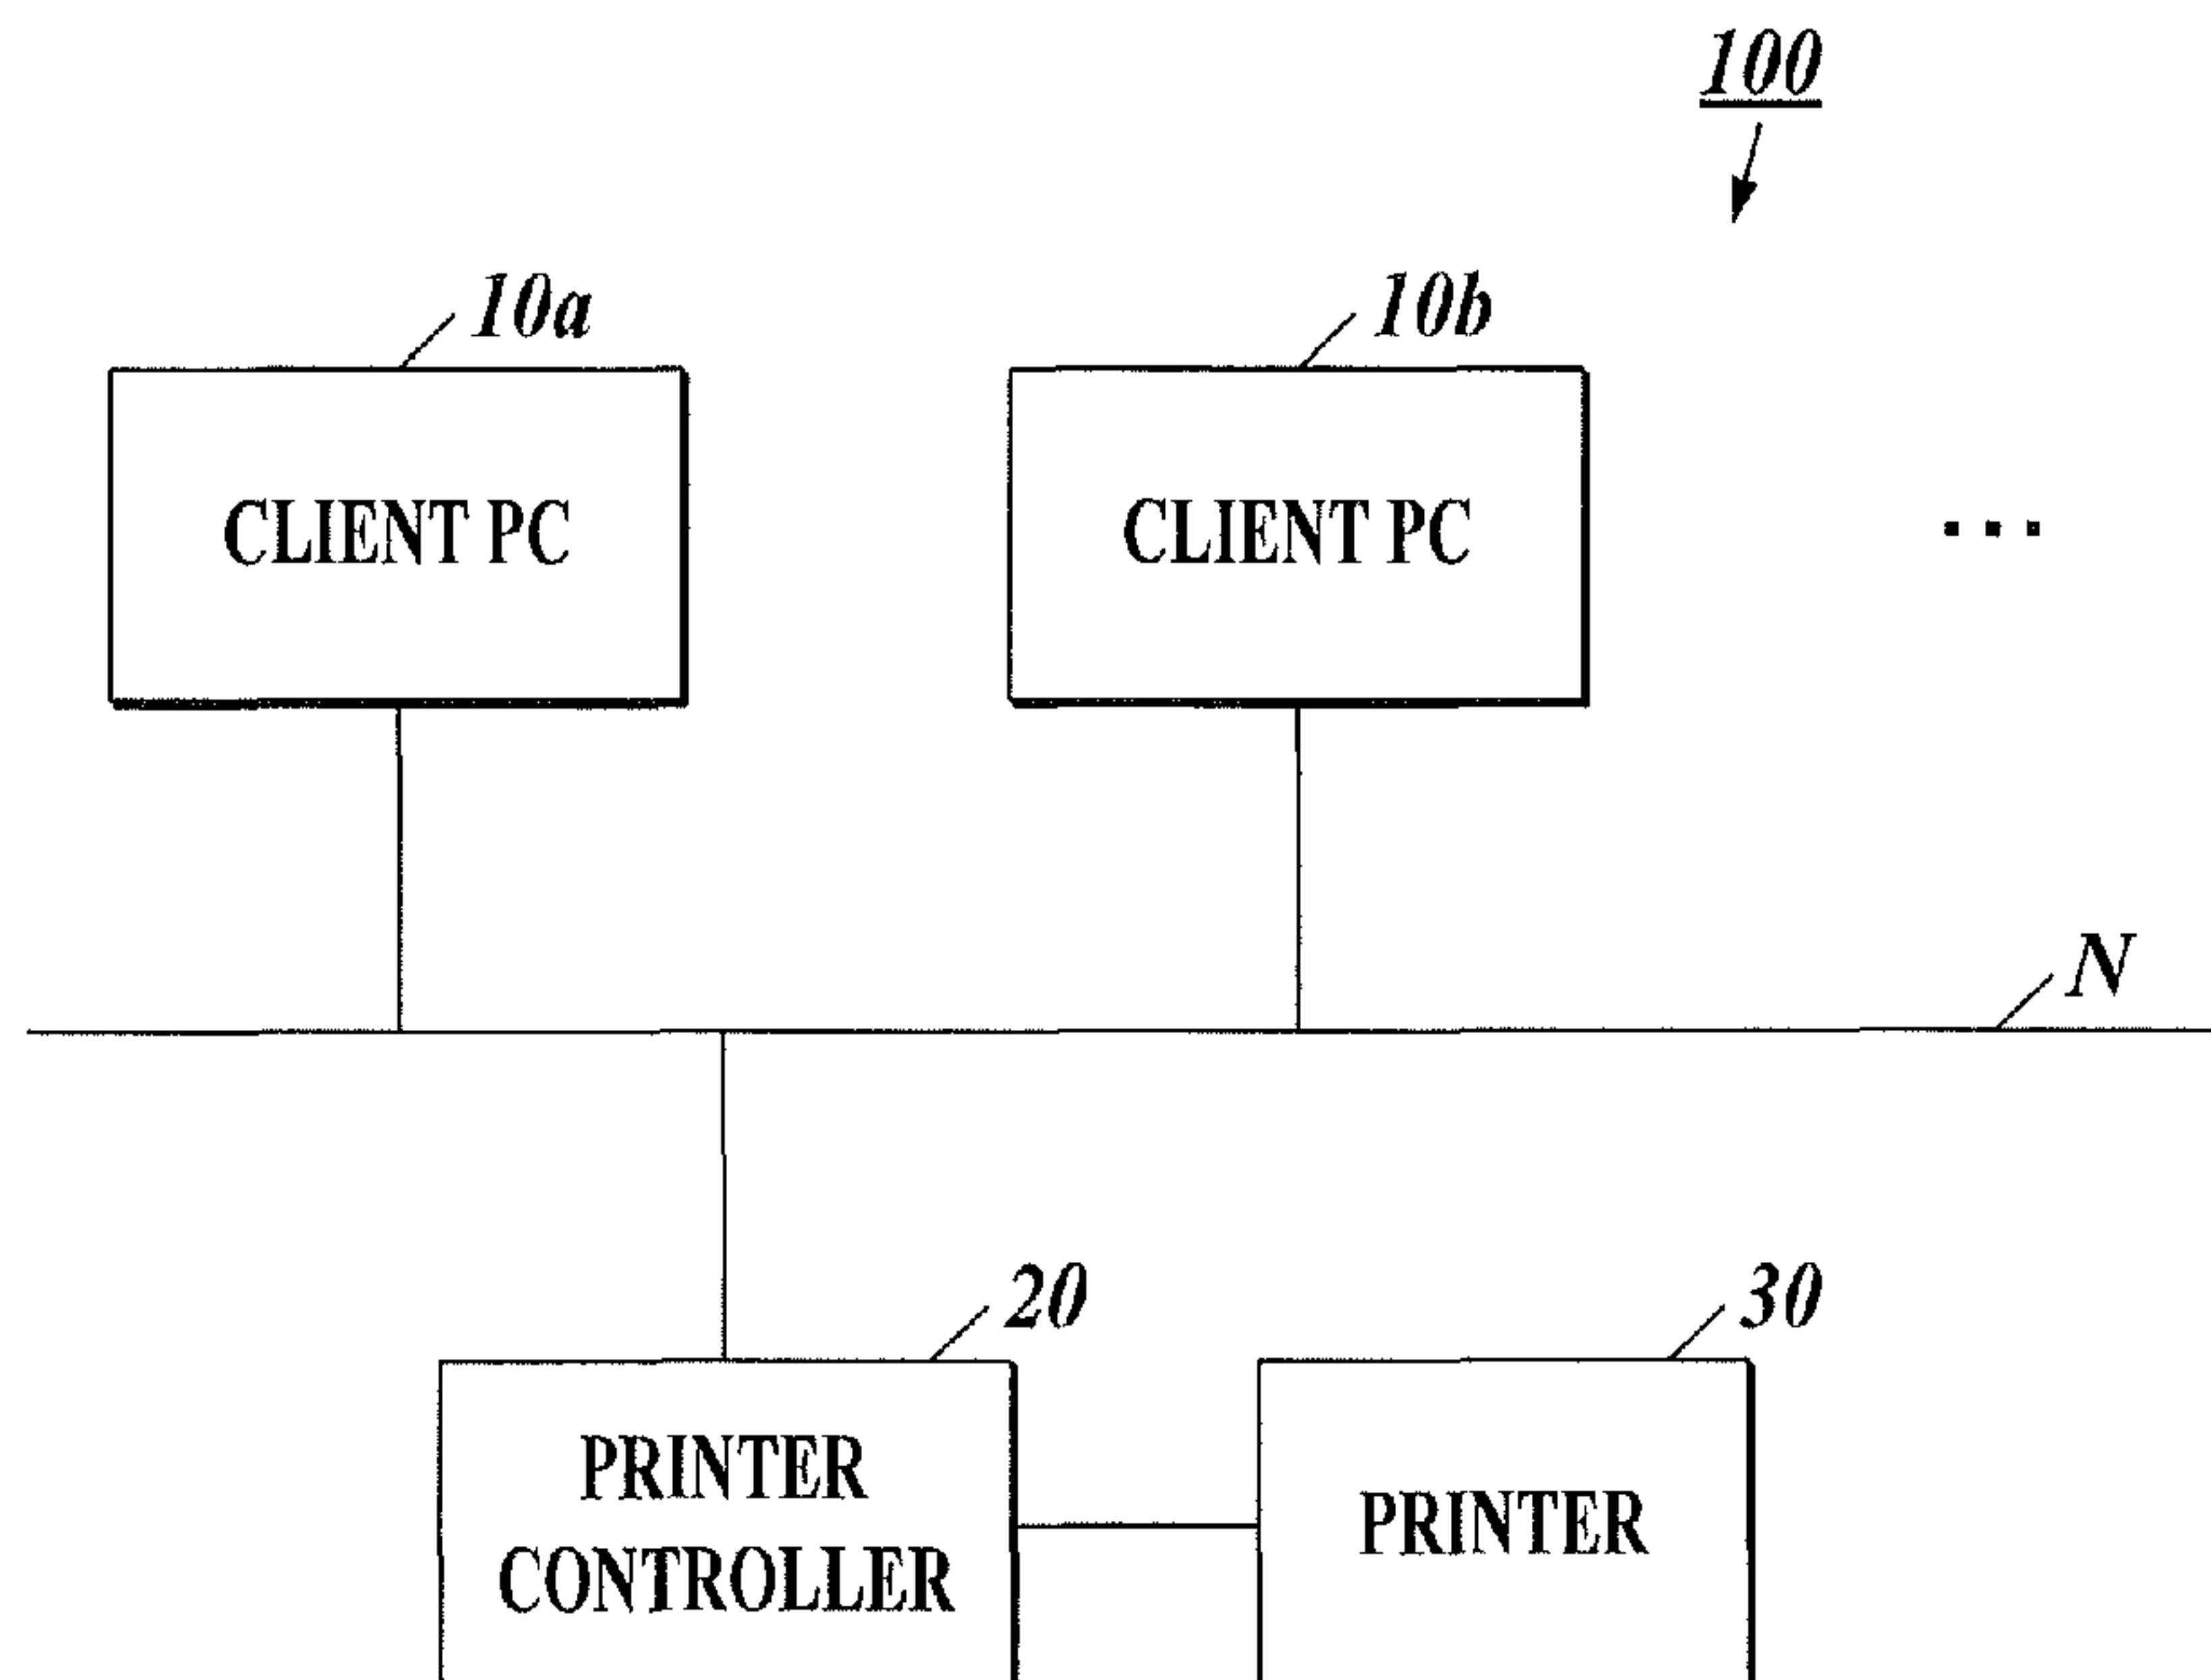 100
10a
10b
CLIENT PC
CLIENT PC
...
N
20
30
PRINTER
CONTROLLER
PRINTER